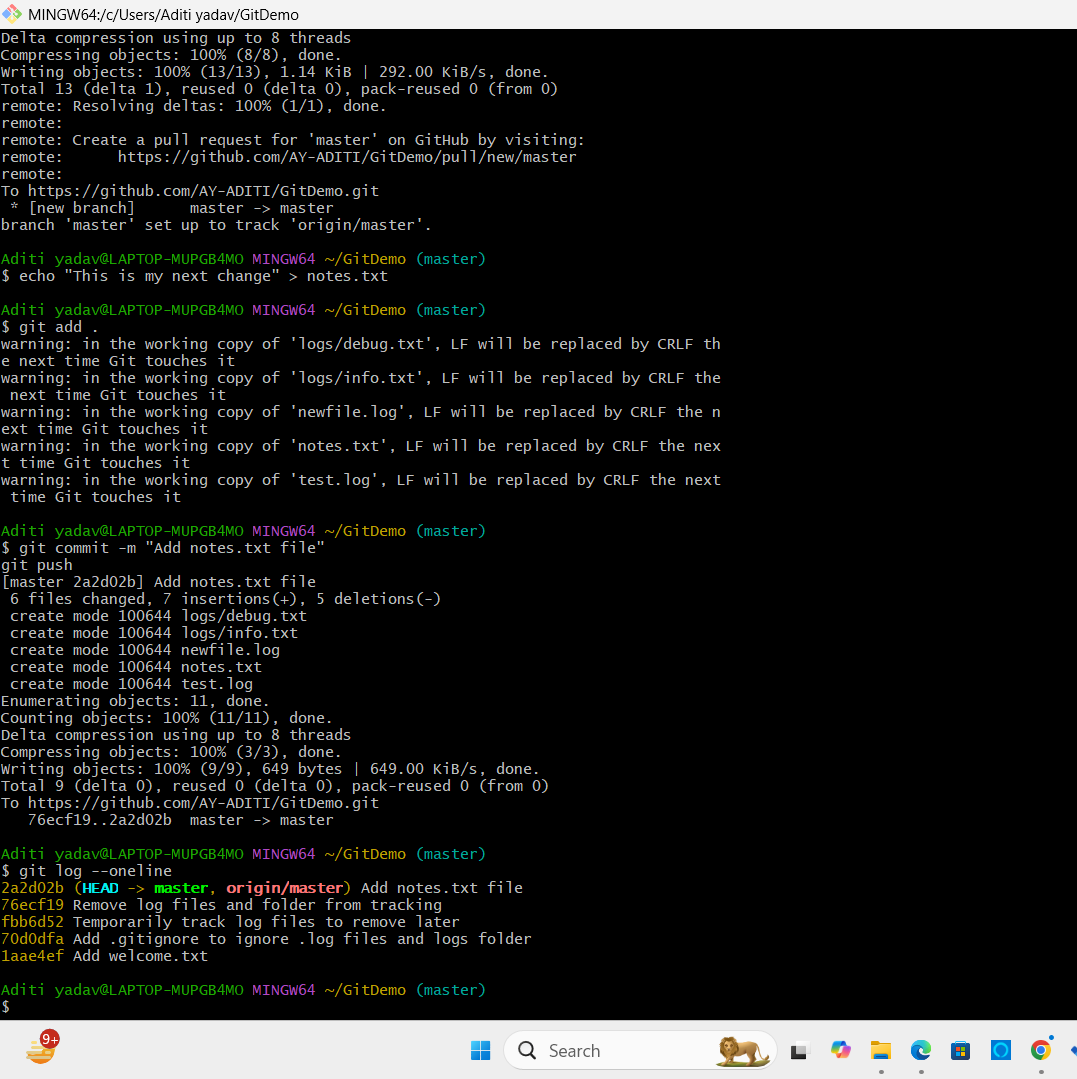 MINGW64:/c/Users/Aditi yadav/GitDemo
Delta compression using up to 8 threads
Compressing objects: 100% (8/8), done.
Writing objects: 100% (13/13), 1.14 KiB | 292.00 KiB/s, done.
Total 13 (delta 1), reused 0 (delta 0), pack-reused 0 (from 0)
remote: Resolving deltas: 100% (1/1), done.
remote:
remote: Create a pull request for 'master' on GitHub by visiting:
remote:      https://github.com/AY-ADITI/GitDemo/pull/new/master
remote:
To https://github.com/AY-ADITI/GitDemo.git
 * [new branch]      master -> master
branch 'master' set up to track 'origin/master'.
Aditi yadav@LAPTOP-MUPGB4MO MINGW64 ~/GitDemo (master)
$ echo "This is my next change" > notes.txt
Aditi yadav@LAPTOP-MUPGB4MO MINGW64 ~/GitDemo (master)
$ git add .
warning: in the working copy of 'logs/debug.txt', LF will be replaced by CRLF th
e next time Git touches it
warning: in the working copy of 'logs/info.txt', LF will be replaced by CRLF the
 next time Git touches it
warning: in the working copy of 'newfile.log', LF will be replaced by CRLF the n
ext time Git touches it
warning: in the working copy of 'notes.txt', LF will be replaced by CRLF the nex
t time Git touches it
warning: in the working copy of 'test.log', LF will be replaced by CRLF the next
 time Git touches it
Aditi yadav@LAPTOP-MUPGB4MO MINGW64 ~/GitDemo (master)
$ git commit -m "Add notes.txt file"
git push
[master 2a2d02b] Add notes.txt file
 6 files changed, 7 insertions(+), 5 deletions(-)
 create mode 100644 logs/debug.txt
 create mode 100644 logs/info.txt
 create mode 100644 newfile.log
 create mode 100644 notes.txt
 create mode 100644 test.log
Enumerating objects: 11, done.
Counting objects: 100% (11/11), done.
Delta compression using up to 8 threads
Compressing objects: 100% (3/3), done.
Writing objects: 100% (9/9), 649 bytes | 649.00 KiB/s, done.
Total 9 (delta 0), reused 0 (delta 0), pack-reused 0 (from 0)
To https://github.com/AY-ADITI/GitDemo.git
   76ecf19..2a2d02b  master -> master
Aditi yadav@LAPTOP-MUPGB4MO MINGW64 ~/GitDemo (master)
$ git log --oneline
2a2d02b (HEAD -> master, origin/master) Add notes.txt file
76ecf19 Remove log files and folder from tracking
fbb6d52 Temporarily track log files to remove later
70d0dfa Add .gitignore to ignore .log files and logs folder
1aae4ef Add welcome.txt
Aditi yadav@LAPTOP-MUPGB4MO MINGW64 ~/GitDemo (master)
$
9+
Search